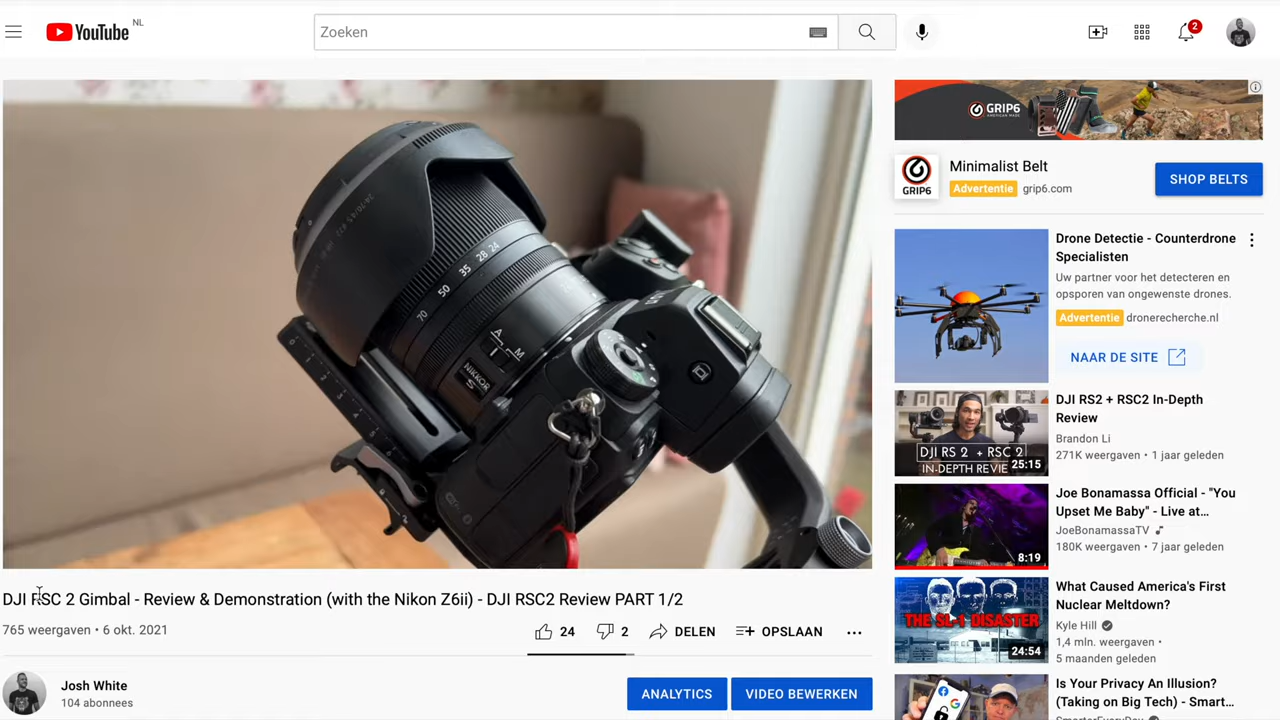 YouTube NL
Zoeken
2
GRIP6
AMERICAN MADE
Minimalist Belt
GRIP6
Advertentie grip6.com
SHOP BELTS
Drone Detectie - Counterdrone
Specialisten
Uw partner voor het detecteren en
opsporen van ongewenste drones.
Advertentie dronerecherche.nl
NAAR DE SITE
DJI RS 2 + RSC 2
IN-DEPTH REVIE
25:15
DJI RS2 + RSC2 In-Depth
Review
Brandon Li
271K weergaven • 1 jaar geleden
8:19
Joe Bonamassa Official - "You
Upset Me Baby" - Live at...
JoeBonamassaTV
180K weergaven • 7 jaar geleden
THE SL-1 DISASTER
24:54
What Caused America's First
Nuclear Meltdown?
Kyle Hill
1,4 mln. weergaven •
5 maanden geleden
Is Your Privacy An Illusion?
(Taking on Big Tech) - Smart...
SmarterEveryDay
24
28
35
50
70
A
M
NIKKOR
S
DJI RSC 2 Gimbal - Review & Demonstration (with the Nikon Z6ii) - DJI RSC2 Review PART 1/2
765 weergaven • 6 okt. 2021
24
2
DELEN
OPSLAAN
Josh White
104 abonnees
ANALYTICS
VIDEO BEWERKEN